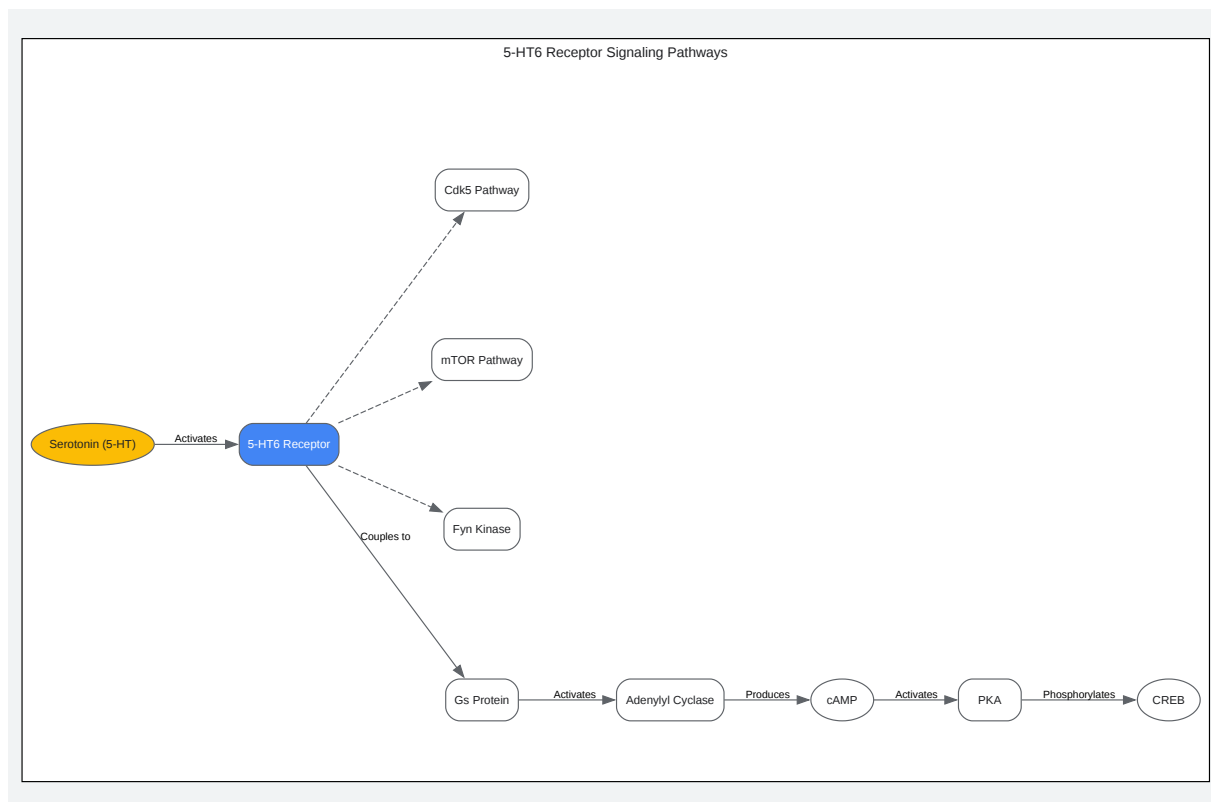 5-HT6 Receptor Signaling Pathways
Cdk5 Pathway
mTOR Pathway
Serotonin (5-HT)
Activates
5-HT6 Receptor
Fyn Kinase
Couples to
Gs Protein
Activates
Adenylyl Cyclase
Produces
cAMP
Activates
PKA
Phosphorylates
CREB